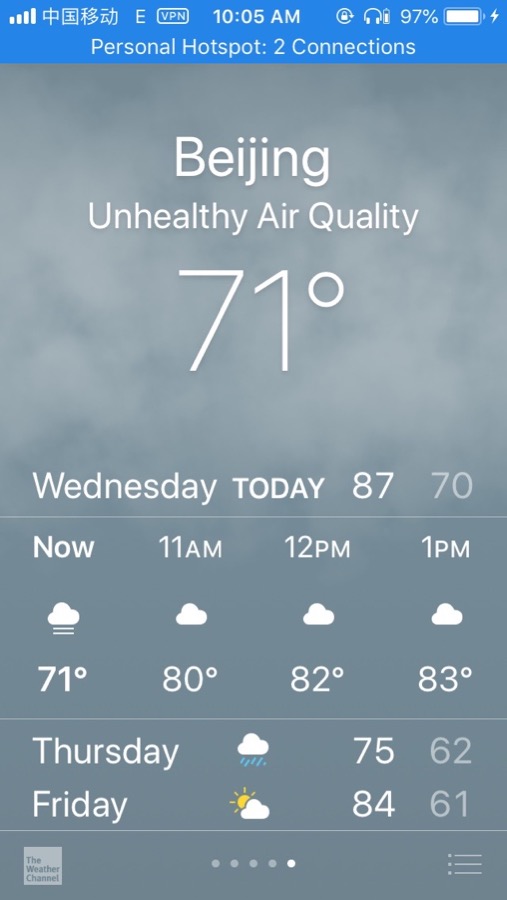 中国移动 E VPN 10:05 AM 97%
Personal Hotspot: 2 Connections
Beijing
Unhealthy Air Quality
71°
Wednesday TODAY 87 70
Now 11AM 12PM 1PM
71° 80° 82° 83°
Thursday 75 62
Friday 84 61
The
Weather
Channel